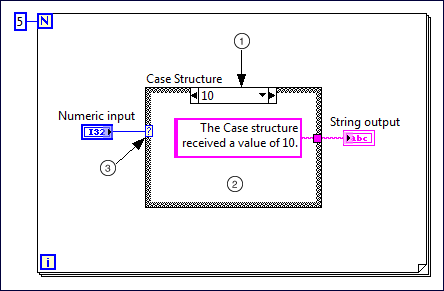 5 N
1
Case Structure
10
Numeric input
String output
I32
?
The Case structure
received a value of 10.
abc
3
2
i